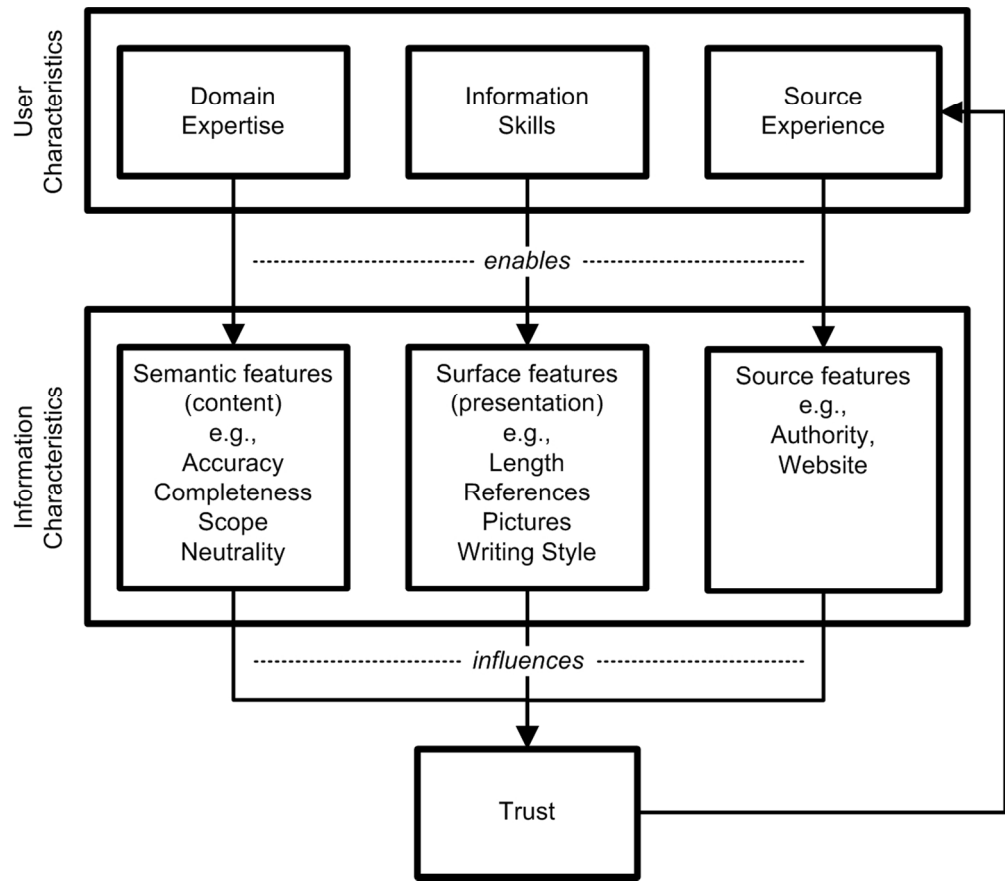 User
Characteristics
Domain
Expertise
Information
Skills
Source
Experience
enables
Information
Characteristics
Semantic features
(content)
e.g.,
Accuracy
Completeness
Scope
Neutrality
Surface features
(presentation)
e.g.,
Length
References
Pictures
Writing Style
Source features
e.g.,
Authority,
Website
influences
Trust